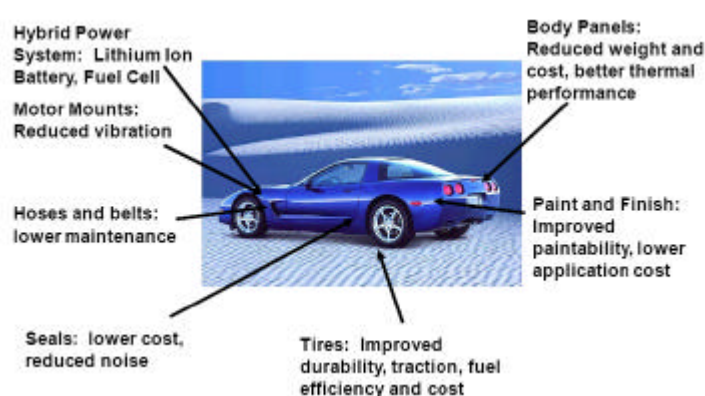 Hybrid Power
System: Lithium Ion
Battery, Fuel Cell
Motor Mounts:
Reduced vibration
Hoses and belts:
lower maintenance
Seals: lower cost,
reduced noise
Tires: Improved
durability, traction, fuel
efficiency and cost
Body Panels:
Reduced weight and
cost, better thermal
performance
Paint and Finish:
Improved
paintability, lower
application cost